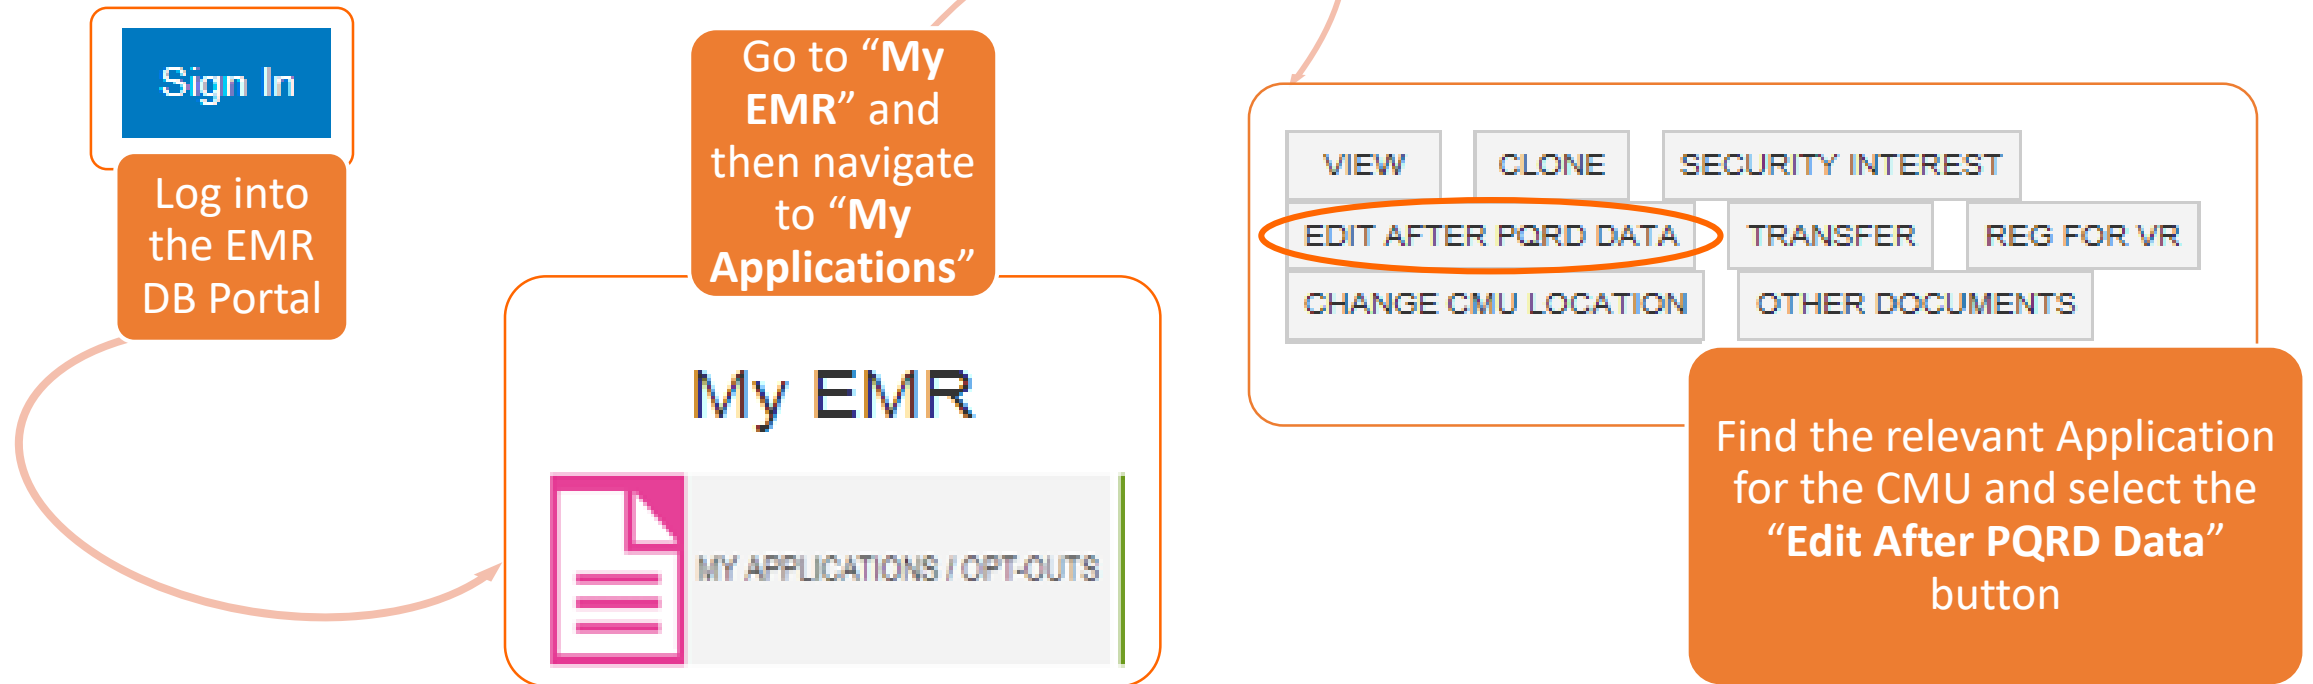 Sign In
Log into
the EMR
DB Portal
Go to “My
EMR” and
then navigate
to “My
Applications”
My EMR
MY APPLICATIONS / OPT-OUTS
VIEW CLONE SECURITY INTEREST
EDIT AFTER PQRD DATA TRANSFER REG FOR VR
CHANGE CMU LOCATION OTHER DOCUMENTS
Find the relevant Application
for the CMU and select the
“Edit After PQRD Data”
button